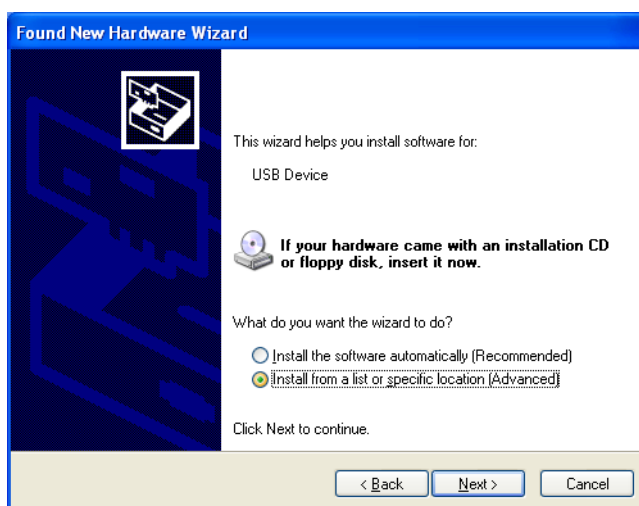 Found New Hardware Wizard
This wizard helps you install software for:
USB Device
If your hardware came with an installation CD
or floppy disk, insert it now.
What do you want the wizard to do?
Install the software automatically (Recommended)
Install from a list or specific location (Advanced)
Click Next to continue.
< Back
Next >
Cancel